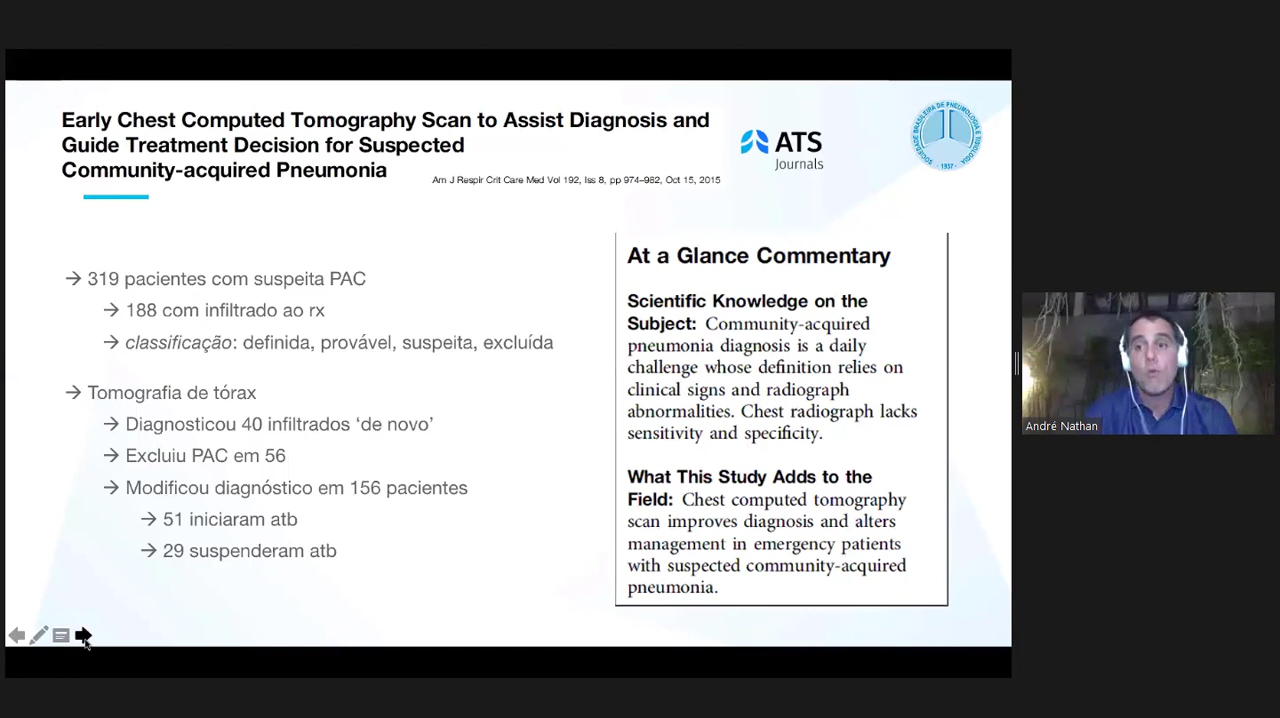 Early Chest Computed Tomography Scan to Assist Diagnosis and
Guide Treatment Decision for Suspected
Community-acquired Pneumonia
Am J Respir Crit Care Med Vol 192, Iss 8, pp 974–982, Oct 15, 2015
ATS
Journals
SOCIEDADE BRASILEIRA DE PNEUMOLOGIA E TISIOLOGIA
· 1937 ·
→ 319 pacientes com suspeita PAC
→ 188 com infiltrado ao rx
→ classificação: definida, provável, suspeita, excluída
→ Tomografia de tórax
→ Diagnosticou 40 infiltrados ‘de novo’
→ Excluiu PAC em 56
→ Modificou diagnóstico em 156 pacientes
→ 51 iniciaram atb
→ 29 suspenderam atb
At a Glance Commentary
Scientific Knowledge on the
Subject: Community-acquired
pneumonia diagnosis is a daily
challenge whose definition relies on
clinical signs and radiograph
abnormalities. Chest radiograph lacks
sensitivity and specificity.
What This Study Adds to the
Field: Chest computed tomography
scan improves diagnosis and alters
management in emergency patients
with suspected community-acquired
pneumonia.
André Nathan